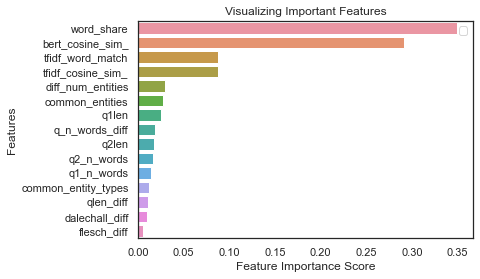 Visualizing Important Features
word_share
bert_cosine_sim_
tfidf_word_match
tfidf_cosine_sim_
diff_num_entities
common_entities
q1len
q_n_words_diff
q2len
q2_n_words
q1_n_words
common_entity_types
qlen_diff
dalechall_diff
flesch_diff
Features
0.00 0.05 0.10 0.15 0.20 0.25 0.30 0.35
Feature Importance Score